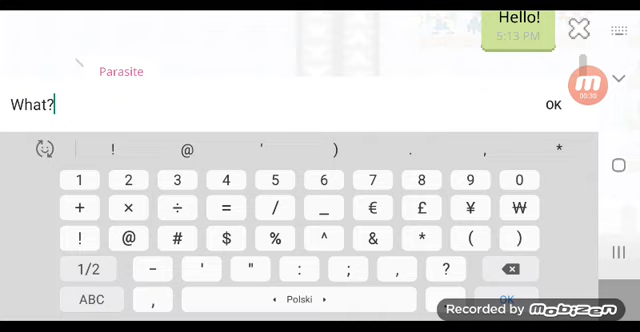 Hello!
5:13 PM
Parasite
00:30
What?
OK
! @ ' ) . , *
1 2 3 4 5 6 7 8 9 0
+ × ÷ = / _ € £ ¥ ₩
! @ # $ % ^ & * ( )
1/2 - ' " : ; , ?
ABC , Polski . OK
Recorded by mobizen